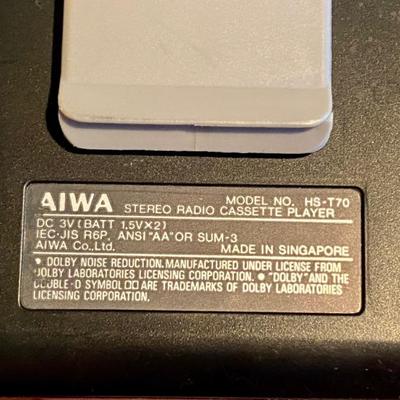 AIWA MODEL NO. HS-T70
STEREO RADIO CASSETTE PLAYER
DC 3V (BATT 1.5V×2)
IEC·JIS R6P, ANSI "AA" OR SUM-3
AIWA Co., Ltd. MADE IN SINGAPORE
• DOLBY NOISE REDUCTION. MANUFACTURED UNDER LICENSE FROM
DOLBY LABORATORIES LICENSING CORPORATION. • "DOLBY" AND THE
DOUBLE-D SYMBOL □□ ARE TRADEMARKS OF DOLBY LABORATORIES
LICENSING CORPORATION.